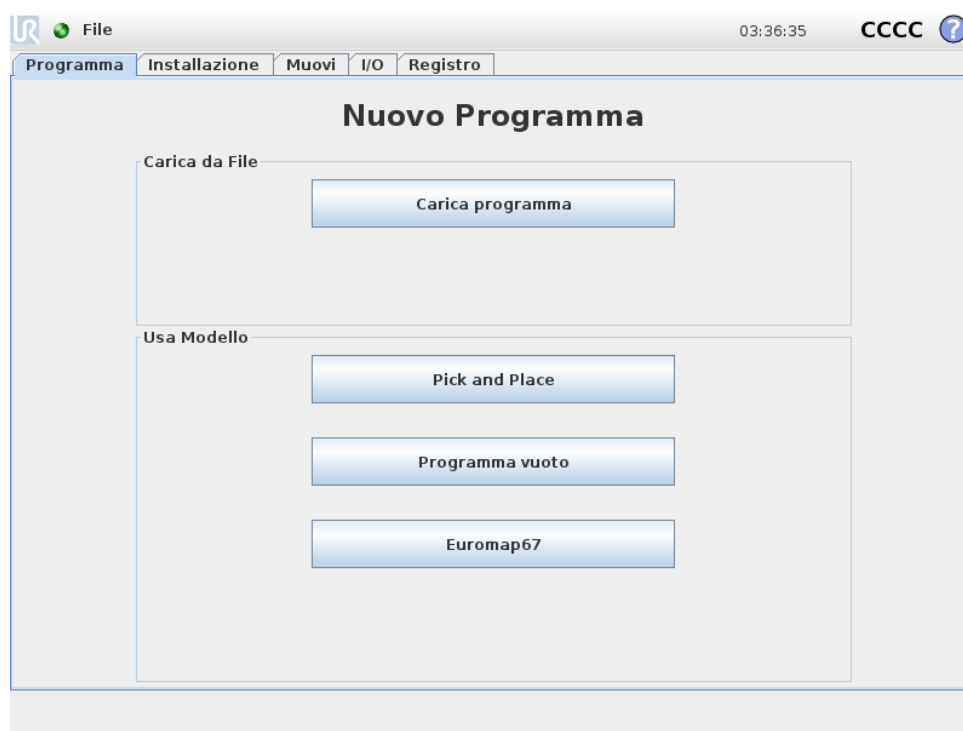 UR File 03:36:35 CCCC ?
Programma Installazione Muovi I/O Registro
Nuovo Programma
Carica da File
Carica programma
Usa Modello
Pick and Place
Programma vuoto
Euromap67